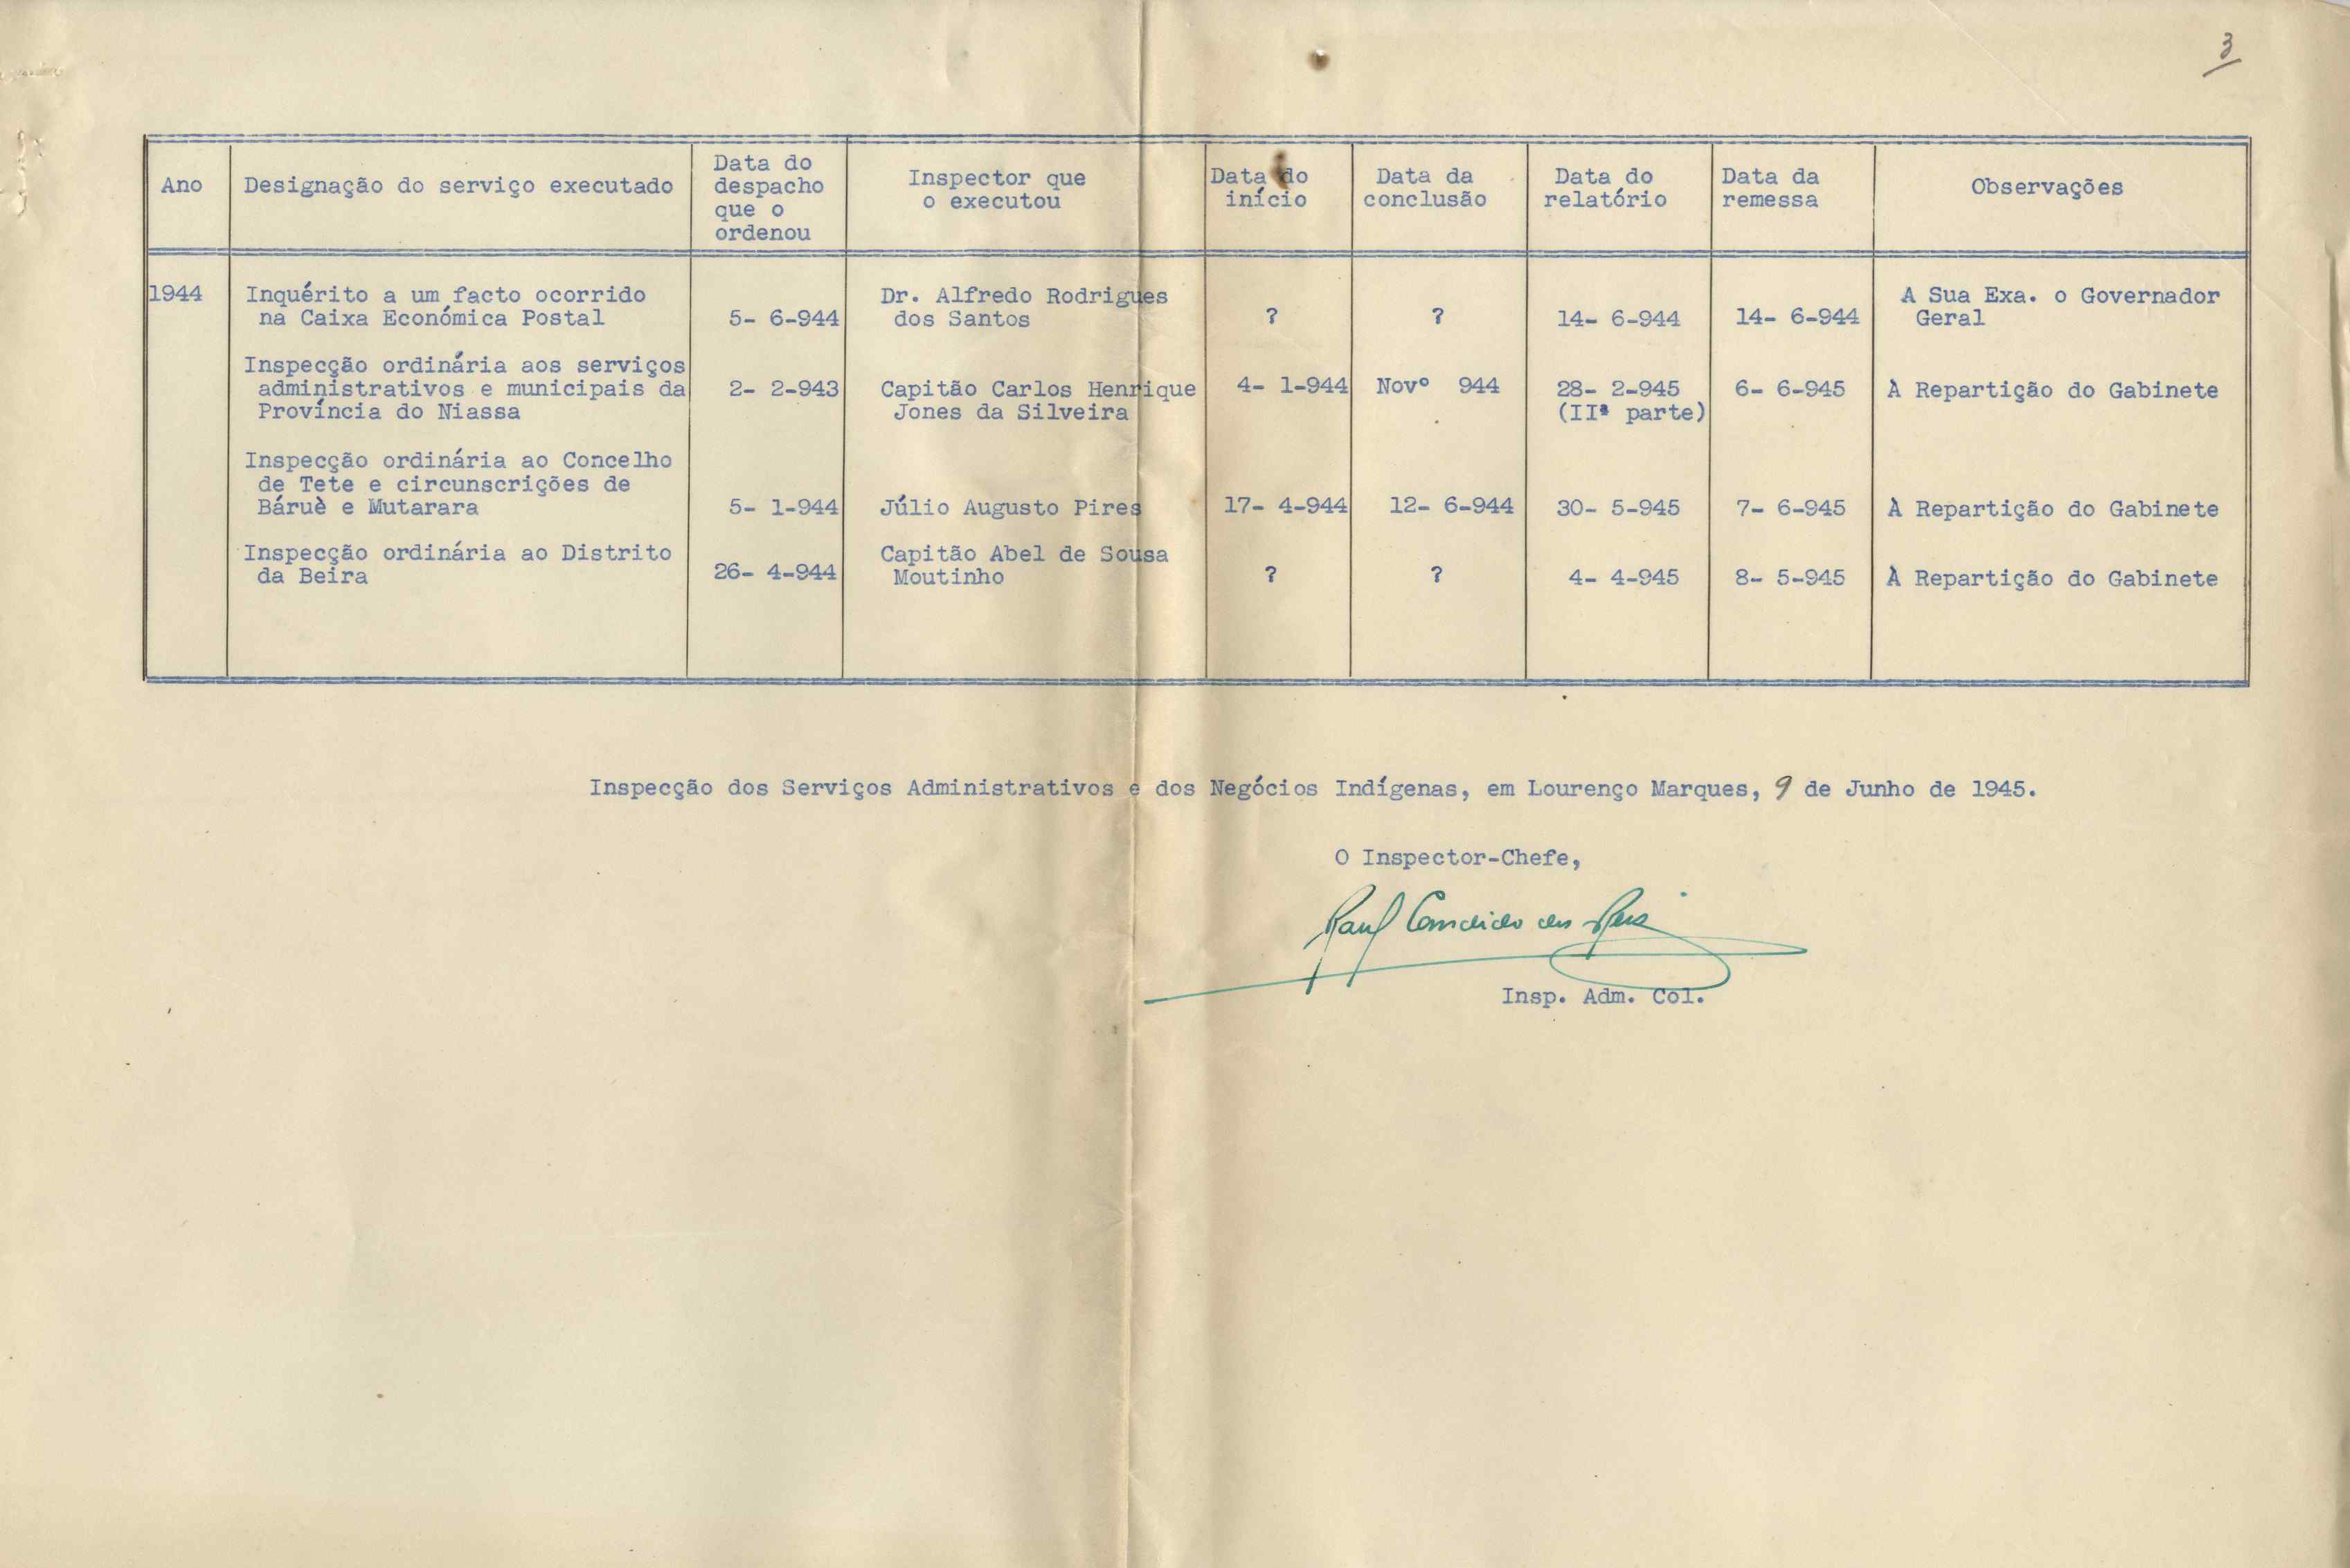 3
Ano
Designação do serviço executado
Data do
despacho
que o
ordenou
Inspector que
o executou
Data do
início
Data da
conclusão
Data do
relatório
Data da
remessa
Observações
1944
Inquérito a um facto ocorrido
na Caixa Económica Postal
5- 6-944
Dr. Alfredo Rodrigues
dos Santos
?
?
14- 6-944
14- 6-944
A Sua Exa. o Governador
Geral
Inspecção ordinária aos serviços
administrativos e municipais da
Província do Niassa
2- 2-943
Capitão Carlos Henrique
Jones da Silveira
4- 1-944
Novº 944
28- 2-945
(IIª parte)
6- 6-945
À Repartição do Gabinete
Inspecção ordinária ao Concelho
de Tete e circunscrições de
Báruè e Mutarara
5- 1-944
Júlio Augusto Pires
17- 4-944
12- 6-944
30- 5-945
7- 6-945
À Repartição do Gabinete
Inspecção ordinária ao Distrito
da Beira
26- 4-944
Capitão Abel de Sousa
Moutinho
?
?
4- 4-945
8- 5-945
À Repartição do Gabinete
Inspecção dos Serviços Administrativos e dos Negócios Indígenas, em Lourenço Marques, 9 de Junho de 1945.
O Inspector-Chefe,
Raul Candido dos Reis
Insp. Adm. Col.